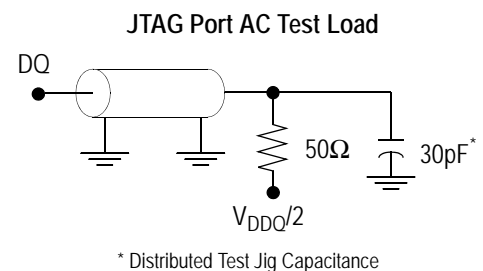 JTAG Port AC Test Load
DQ
50Ω
30pF*
VDDQ/2
* Distributed Test Jig Capacitance